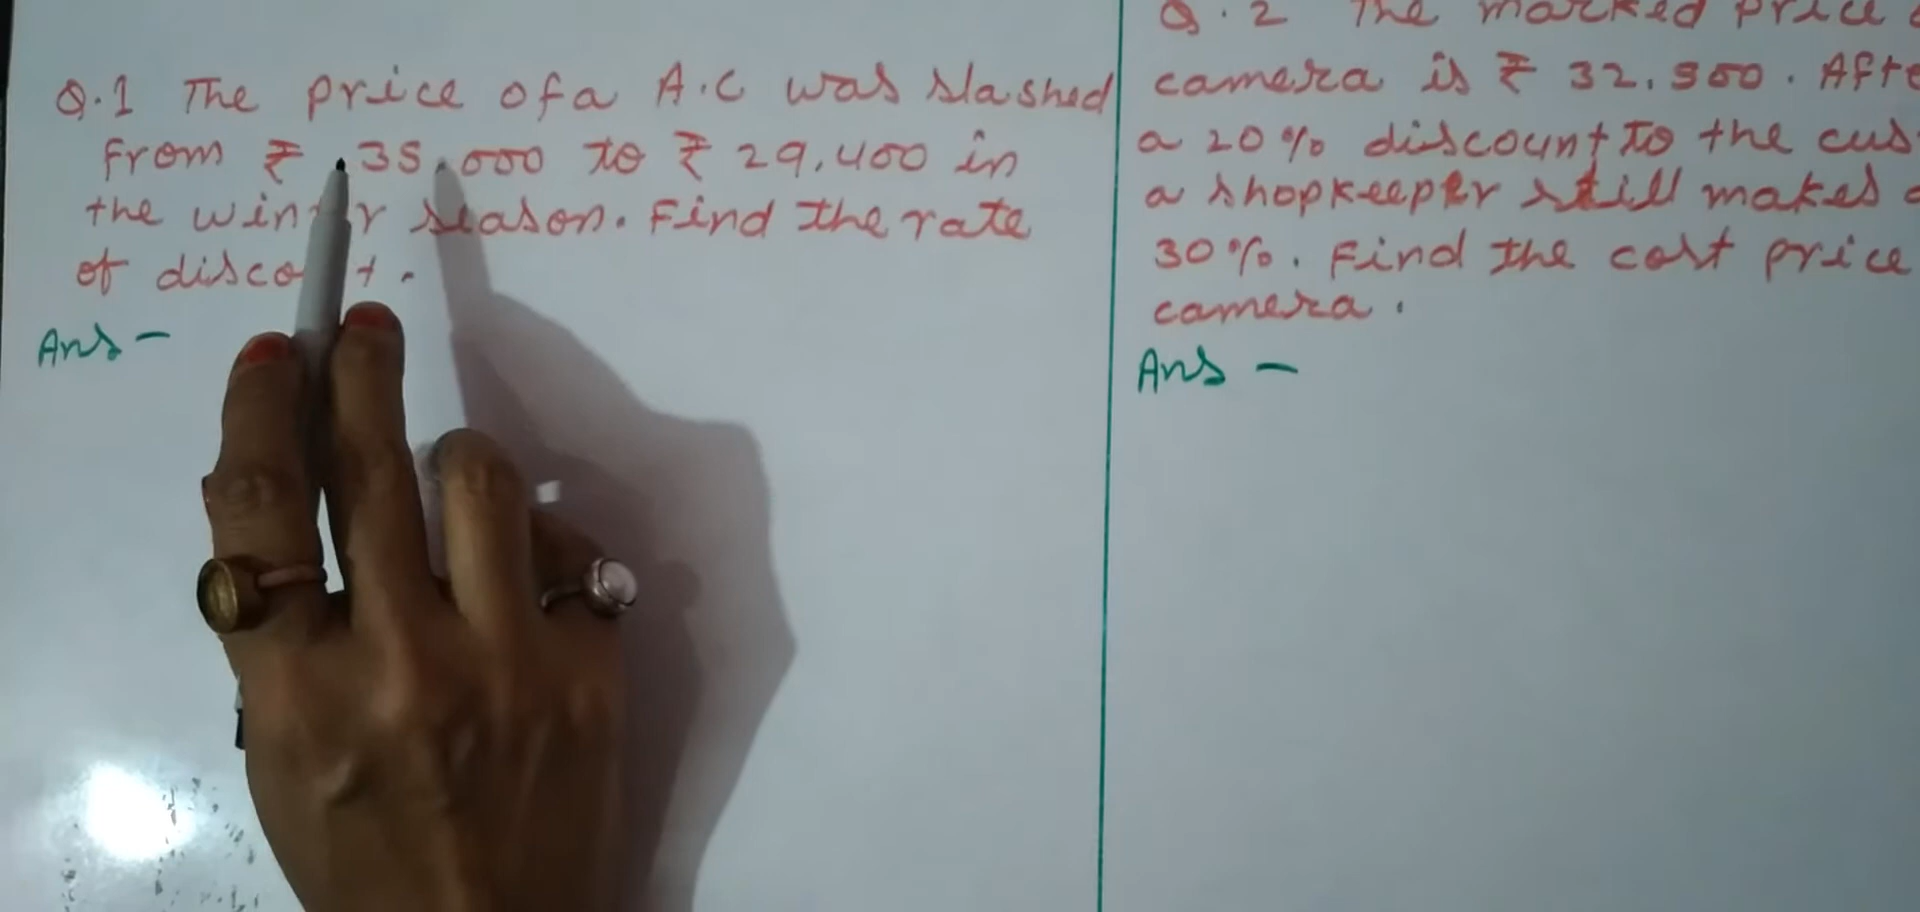 Q.1 The price of a A.C was slashed
From ₹ 35,000 to ₹ 29,400 in
the winter season. Find the rate
of discount.
Ans -
Q.2 The marked price
camera is ₹ 32,500. Afte
a 20% discount to the cus
a shopkeeper still makes a
30%. Find the cost price
camera.
Ans -